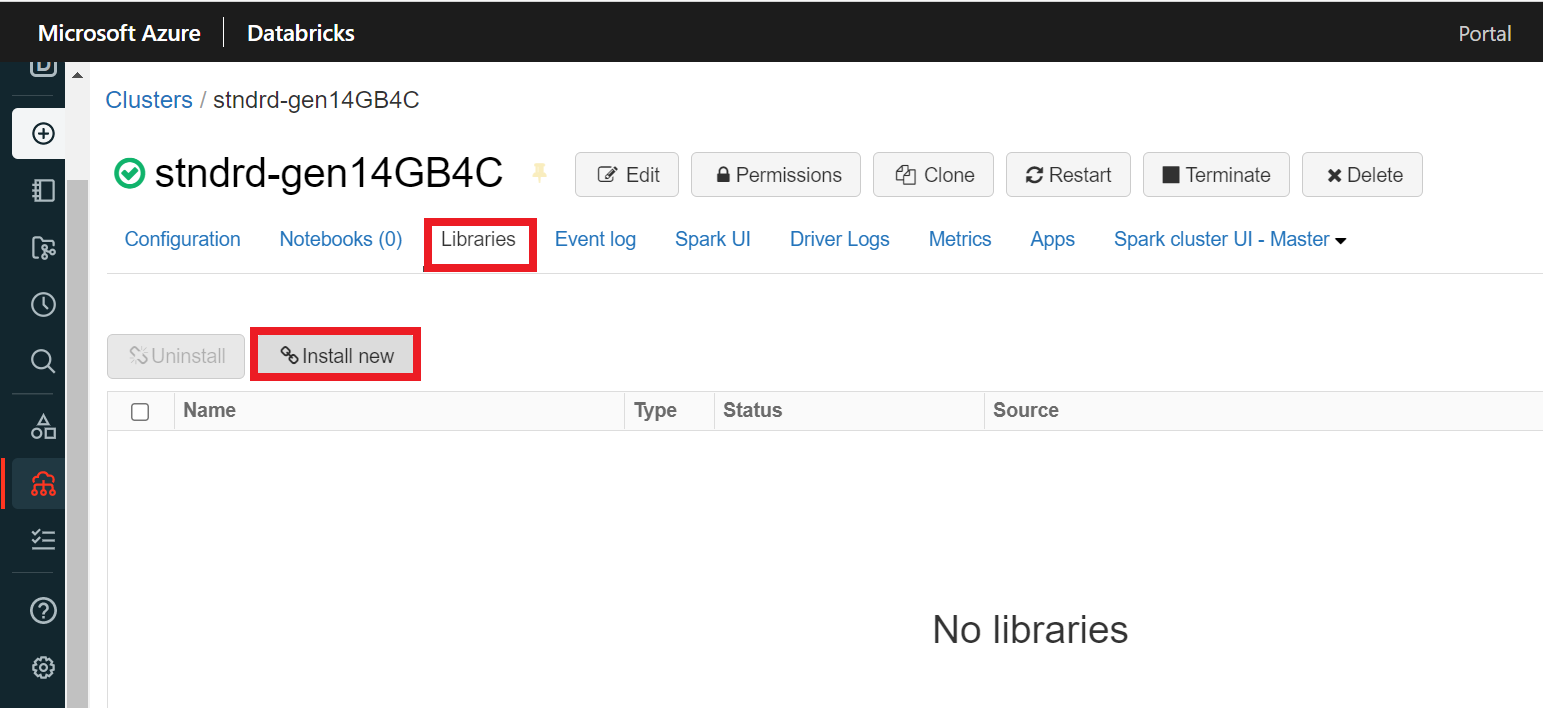 Microsoft Azure Databricks Portal
Clusters / stndrd-gen14GB4C
stndrd-gen14GB4C Edit Permissions Clone Restart Terminate Delete
Configuration Notebooks (0) Libraries Event log Spark UI Driver Logs Metrics Apps Spark cluster UI - Master
Uninstall Install new
Name Type Status Source
No libraries